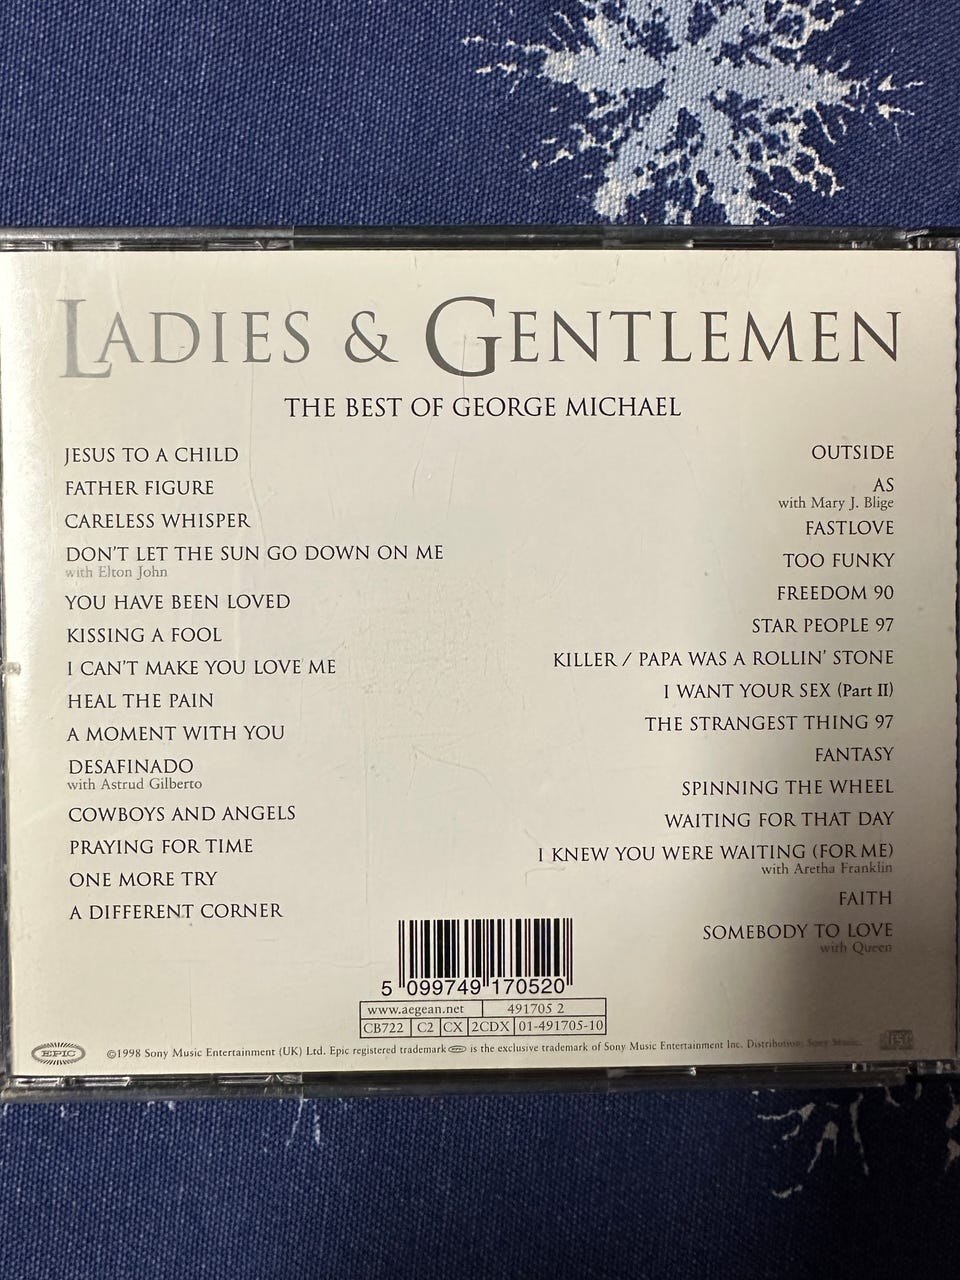 LADIES & GENTLEMEN
THE BEST OF GEORGE MICHAEL
JESUS TO A CHILD
FATHER FIGURE
CARELESS WHISPER
DON'T LET THE SUN GO DOWN ON ME
with Elton John
YOU HAVE BEEN LOVED
KISSING A FOOL
I CAN'T MAKE YOU LOVE ME
HEAL THE PAIN
A MOMENT WITH YOU
DESAFINADO
with Astrud Gilberto
COWBOYS AND ANGELS
PRAYING FOR TIME
ONE MORE TRY
A DIFFERENT CORNER
OUTSIDE
AS
with Mary J. Blige
FASTLOVE
TOO FUNKY
FREEDOM 90
STAR PEOPLE 97
KILLER / PAPA WAS A ROLLIN' STONE
I WANT YOUR SEX (Part II)
THE STRANGEST THING 97
FANTASY
SPINNING THE WHEEL
WAITING FOR THAT DAY
I KNEW YOU WERE WAITING (FOR ME)
with Aretha Franklin
FAITH
SOMEBODY TO LOVE
with Queen
5 099749 170520
www.aegean.net 491705 2
CB722 C2 CX 2CDX 01-491705-10
EPIC ©1998 Sony Music Entertainment (UK) Ltd. Epic registered trademark is the exclusive trademark of Sony Music Entertainment Inc. Distribution: Sony Music. disc